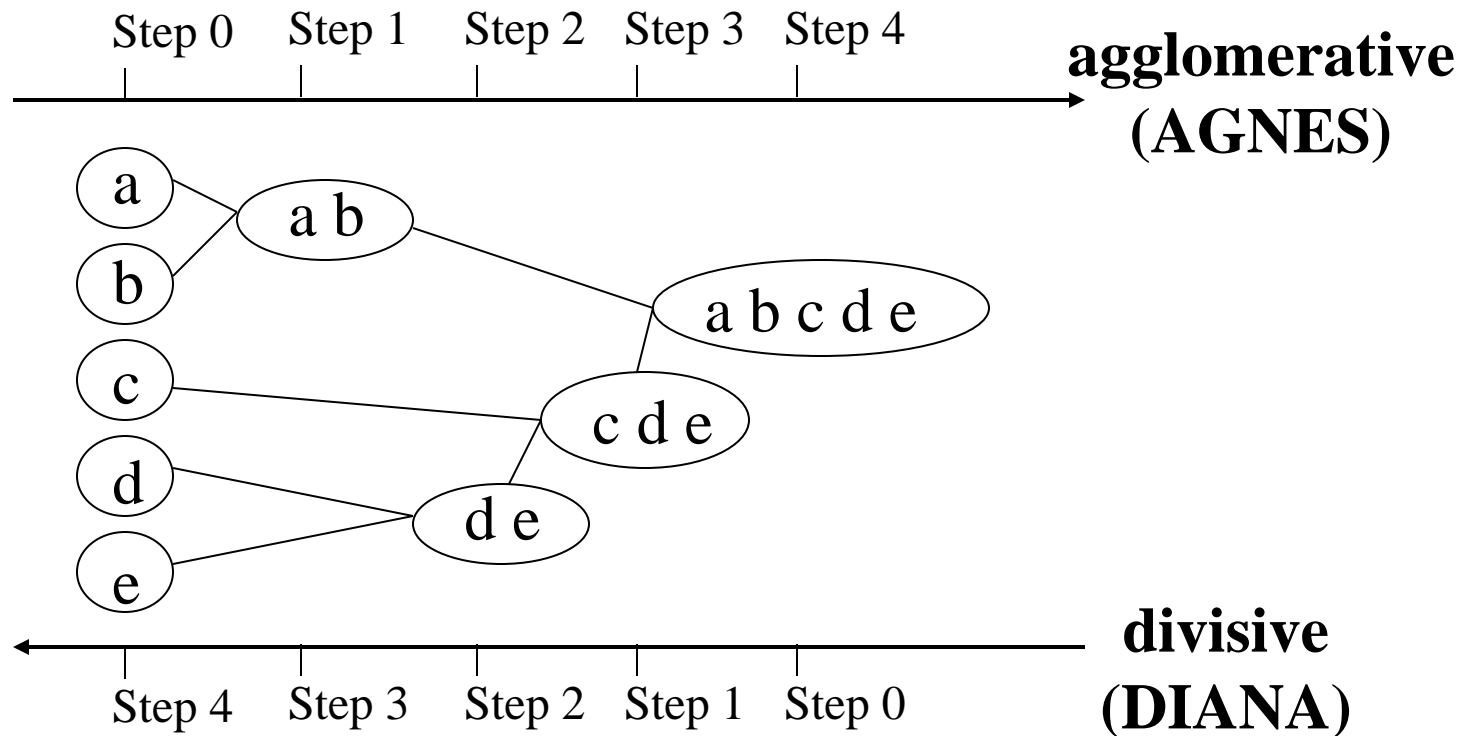 Step 0 Step 1 Step 2 Step 3 Step 4
agglomerative
(AGNES)
a
a b
b
a b c d e
c
c d e
d
d e
e
divisive
(DIANA)
Step 4 Step 3 Step 2 Step 1 Step 0